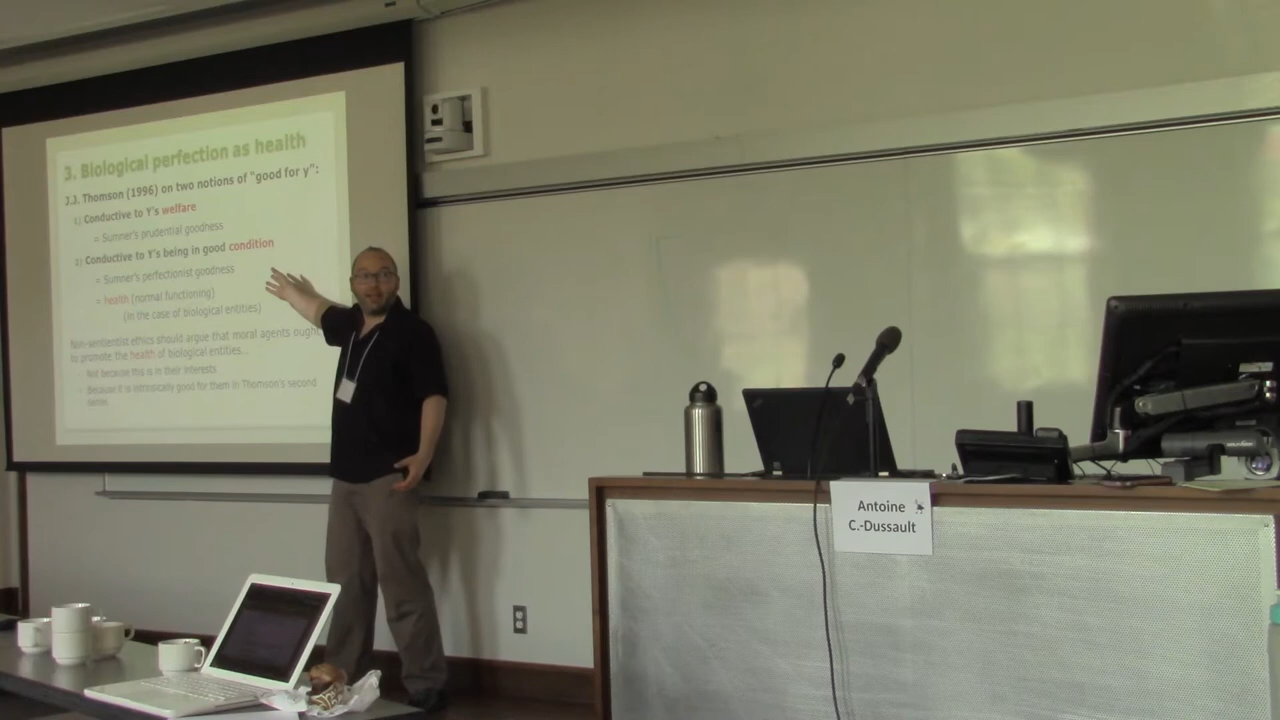 3. Biological perfection as health
J.J. Thomson (1996) on two notions of "good for y":
1) Conductive to Y's welfare
= Sumner's prudential goodness
2) Conductive to Y's being in good condition
= Sumner's perfectionist goodness
= health (normal functioning)
(in the case of biological entities)
Non-sentientist ethics should argue that moral agents ought
to promote the health of biological entities...
- Not because this is in their interests
- Because it is intrinsically good for them in Thomson's second
sense.
Antoine
C.-Dussault